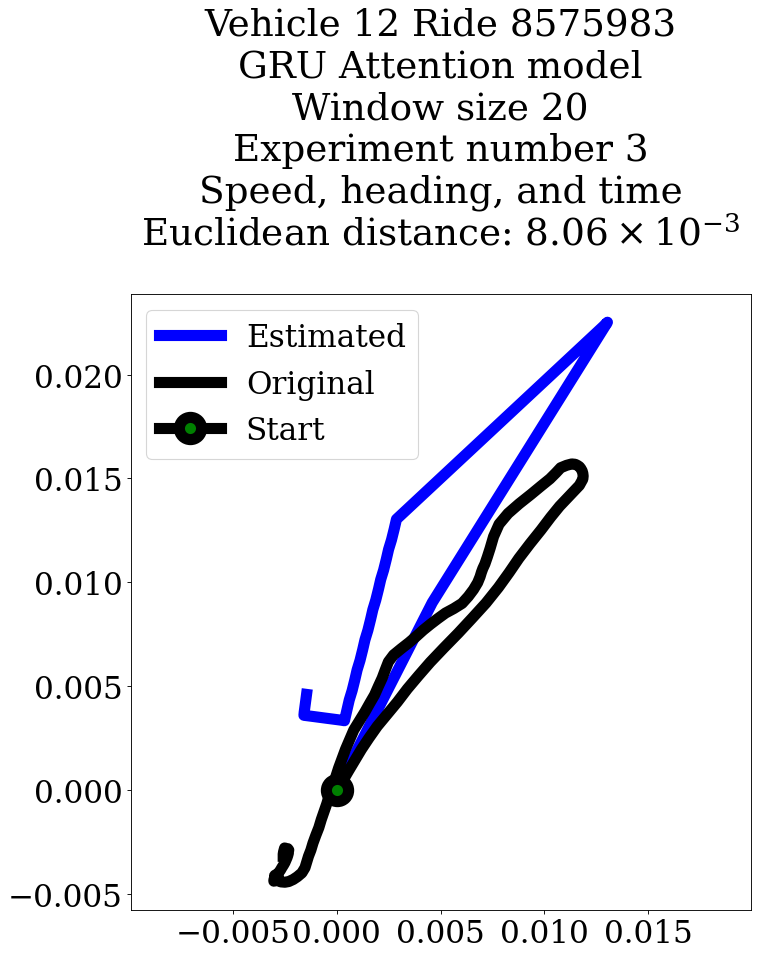 Vehicle 12 Ride 8575983
GRU Attention model
Window size 20
Experiment number 3
Speed, heading, and time
Euclidean distance: 8.06 × 10⁻³
Estimated
Original
Start
0.020
0.015
0.010
0.005
0.000
−0.005
−0.005 0.000 0.005 0.010 0.015